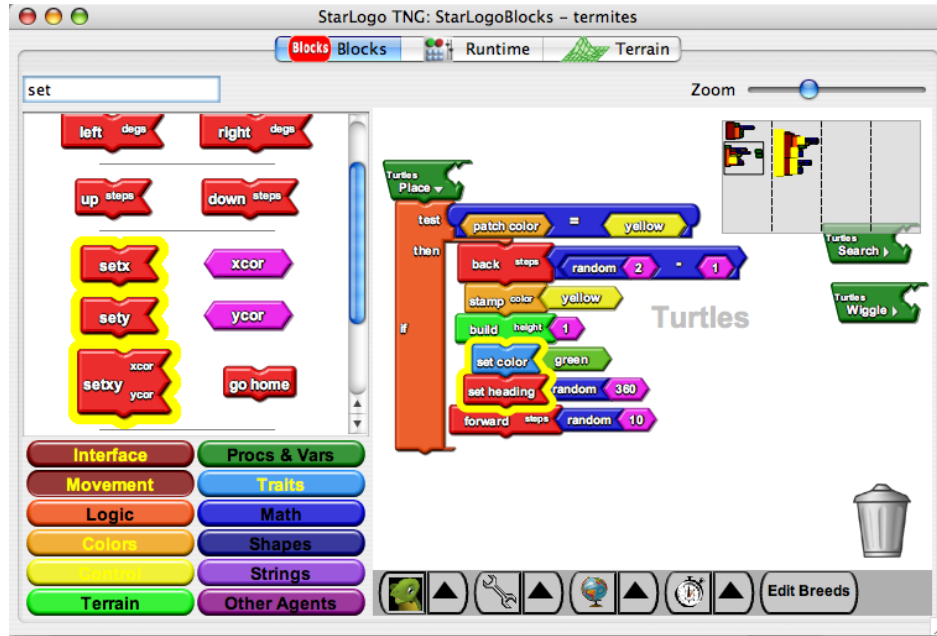 StarLogo TNG: StarLogoBlocks – termites
Blocks Blocks Runtime Terrain
set
Zoom
left degs right degs
up steps down steps
setx xcor
sety ycor
setxy xcor ycor go home
Interface Procs & Vars
Movement Traits
Logic Math
Colors Shapes
Control Strings
Terrain Other Agents
Turtles
Place
test patch color = yellow
then back steps random 2 - 1
stamp color yellow
if build height 1
set color green
set heading random 360
forward steps random 10
Turtles
Turtles
Search
Turtles
Wiggle
Edit Breeds